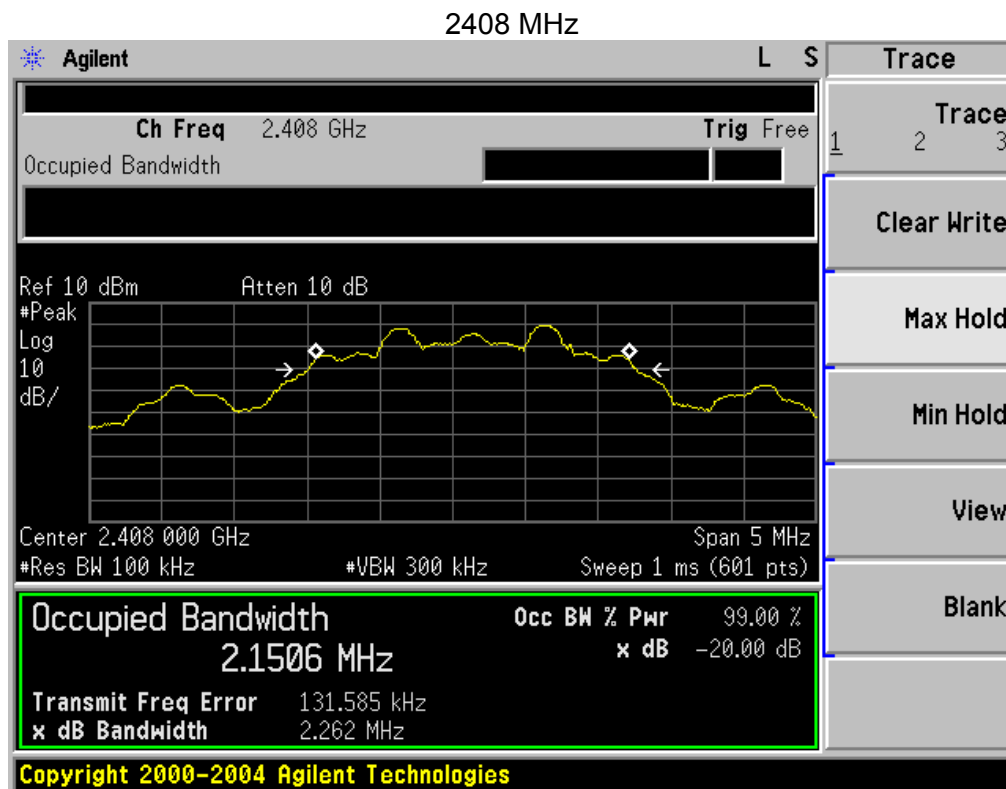 2408 MHz
Agilent L S
Ch Freq 2.408 GHz Trig Free
Occupied Bandwidth
Ref 10 dBm Atten 10 dB
#Peak
Log
10
dB/
Center 2.408 000 GHz Span 5 MHz
#Res BW 100 kHz #VBW 300 kHz Sweep 1 ms (601 pts)
Occupied Bandwidth Occ BW % Pwr 99.00 %
2.1506 MHz x dB -20.00 dB
Transmit Freq Error 131.585 kHz
x dB Bandwidth 2.262 MHz
Copyright 2000-2004 Agilent Technologies
Trace
Trace
1 2 3
Clear Write
Max Hold
Min Hold
View
Blank